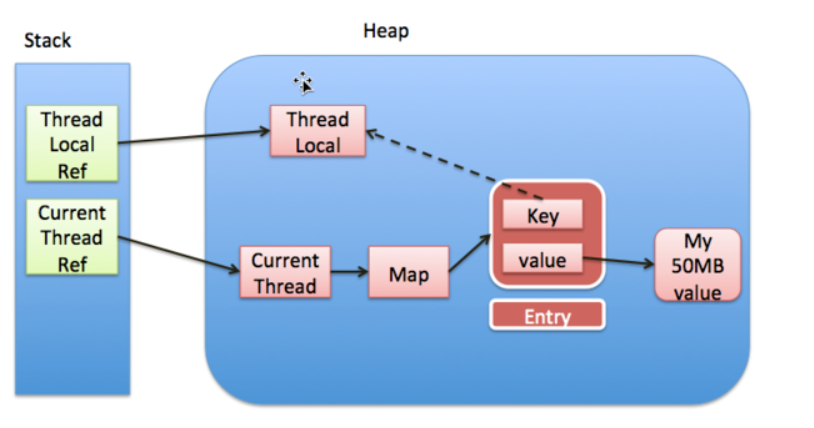 Stack
Heap
Thread
Local
Ref
Thread
Local
Current
Thread
Ref
Key
value
Current
Thread
Map
My
50MB
value
Entry